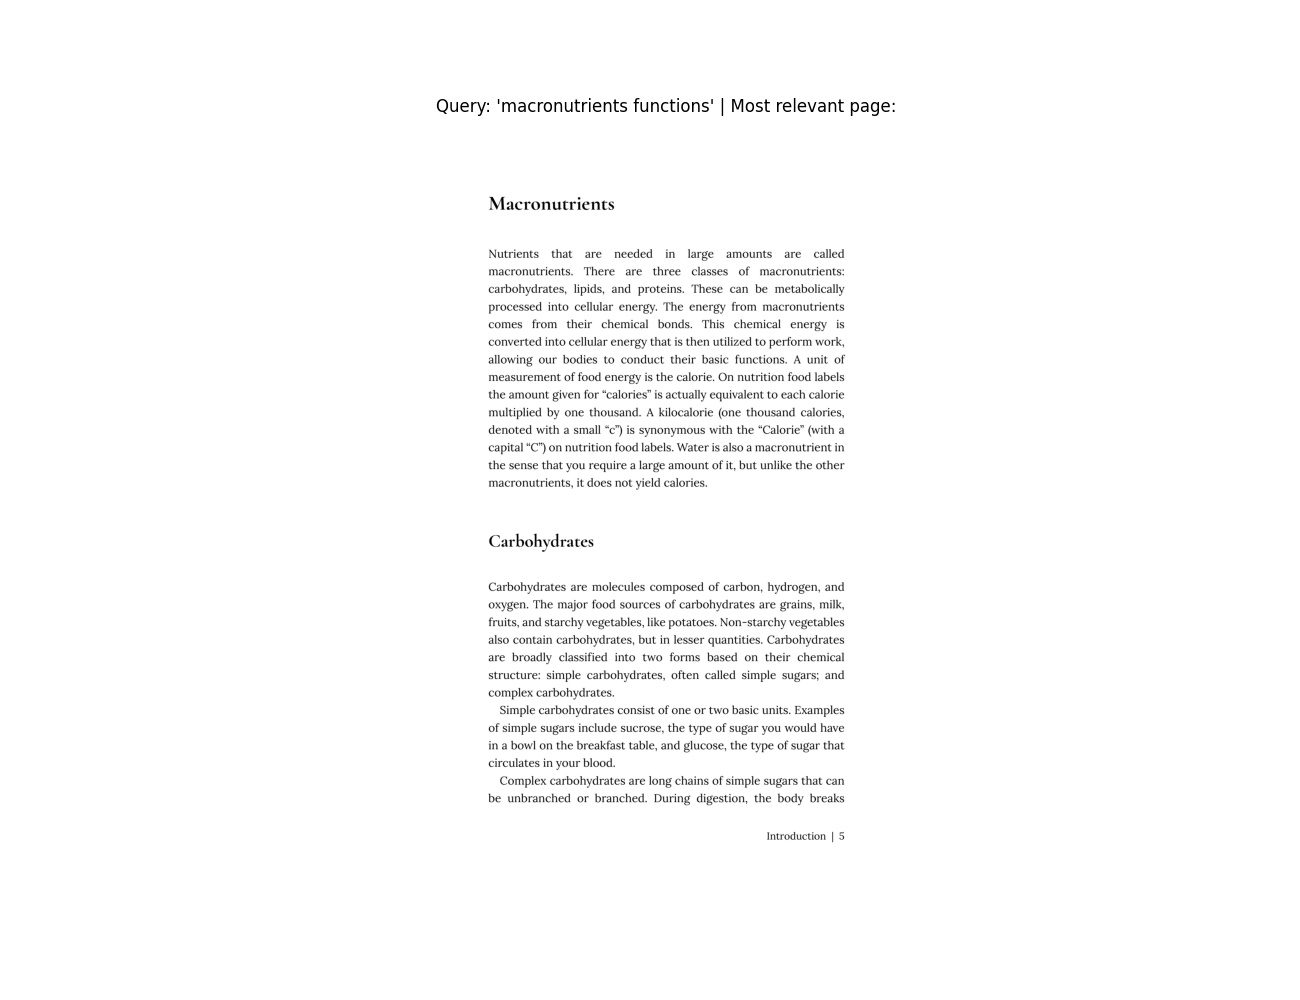 Query: 'macronutrients functions' | Most relevant page:
Macronutrients
Nutrients that are needed in large amounts are called
macronutrients. There are three classes of macronutrients:
carbohydrates, lipids, and proteins. These can be metabolically
processed into cellular energy. The energy from macronutrients
comes from their chemical bonds. This chemical energy is
converted into cellular energy that is then utilized to perform work,
allowing our bodies to conduct their basic functions. A unit of
measurement of food energy is the calorie. On nutrition food labels
the amount given for “calories” is actually equivalent to each calorie
multiplied by one thousand. A kilocalorie (one thousand calories,
denoted with a small “c”) is synonymous with the “Calorie” (with a
capital “C”) on nutrition food labels. Water is also a macronutrient in
the sense that you require a large amount of it, but unlike the other
macronutrients, it does not yield calories.
Carbohydrates
Carbohydrates are molecules composed of carbon, hydrogen, and
oxygen. The major food sources of carbohydrates are grains, milk,
fruits, and starchy vegetables, like potatoes. Non-starchy vegetables
also contain carbohydrates, but in lesser quantities. Carbohydrates
are broadly classified into two forms based on their chemical
structure: simple carbohydrates, often called simple sugars; and
complex carbohydrates.
Simple carbohydrates consist of one or two basic units. Examples
of simple sugars include sucrose, the type of sugar you would have
in a bowl on the breakfast table, and glucose, the type of sugar that
circulates in your blood.
Complex carbohydrates are long chains of simple sugars that can
be unbranched or branched. During digestion, the body breaks
Introduction | 5